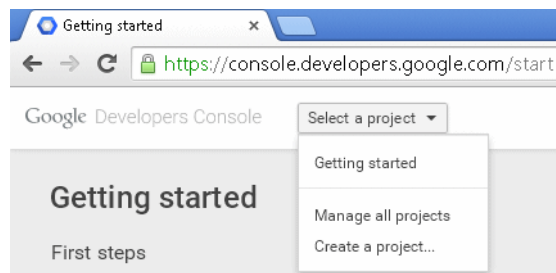 Getting started
https://console.developers.google.com/start
Google Developers Console
Select a project
Getting started
Getting started
Manage all projects
First steps
Create a project...